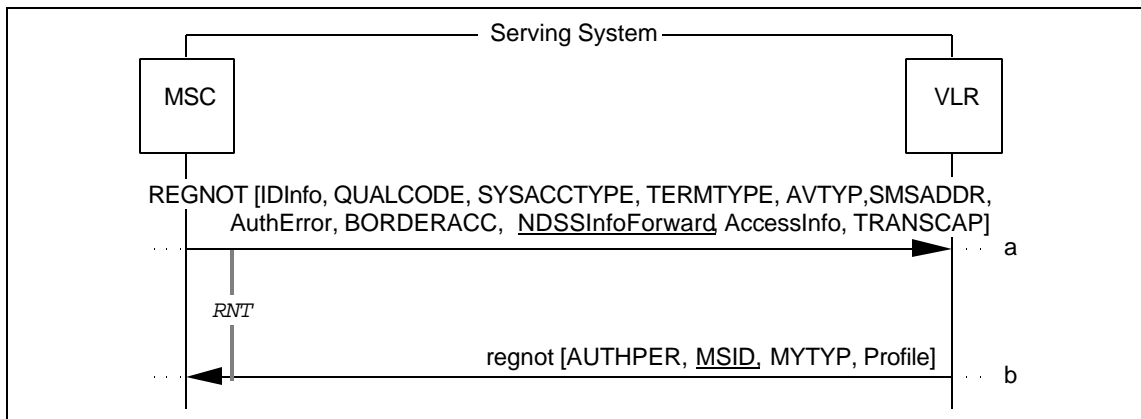 Serving System
MSC
VLR
REGNOT [IDInfo, QUALCODE, SYSACCTYPE, TERMTYPE, AVTYP,SMSADDR,
AuthError, BORDERACC, NDSSInfoForward, AccessInfo, TRANSCAP]
a
RNT
regnot [AUTHPER, MSID, MYTYP, Profile]
b